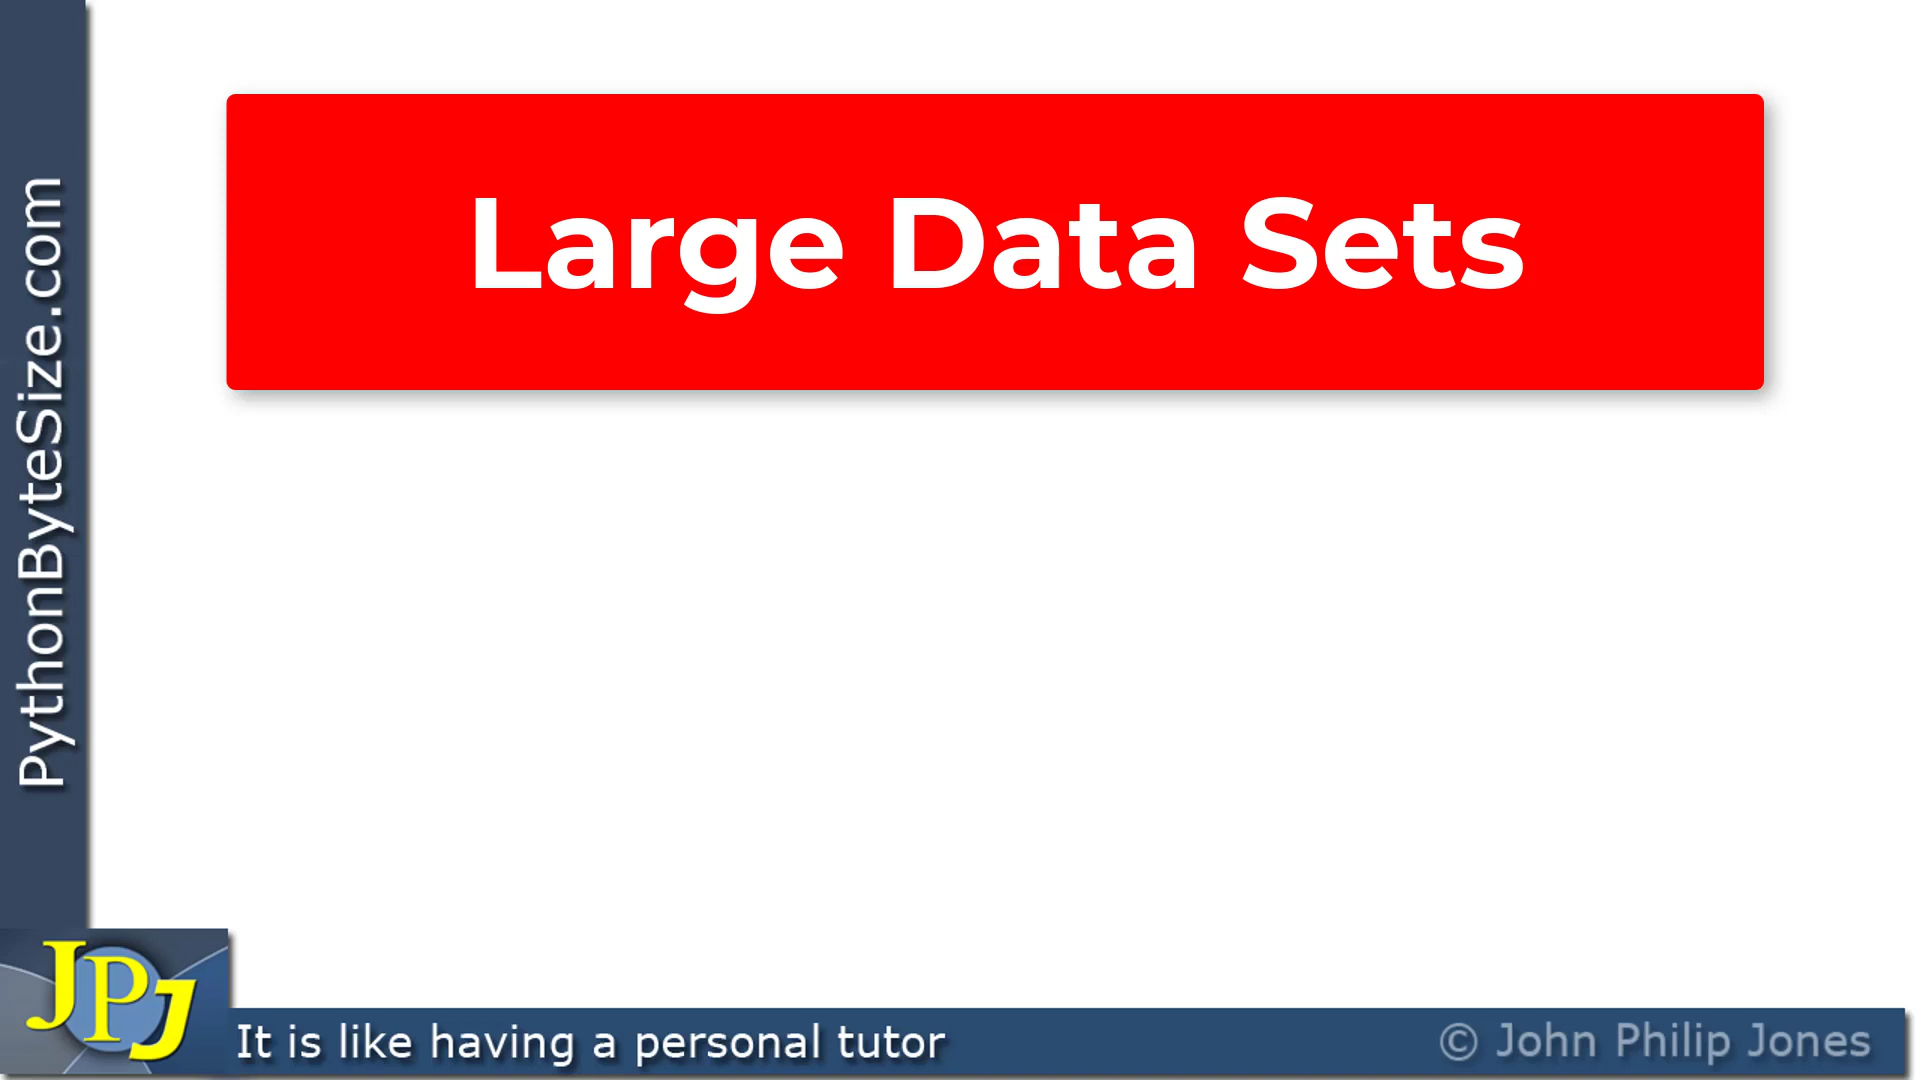 Large Data Sets
PythonByteSize.com
JPJ
It is like having a personal tutor
© John Philip Jones